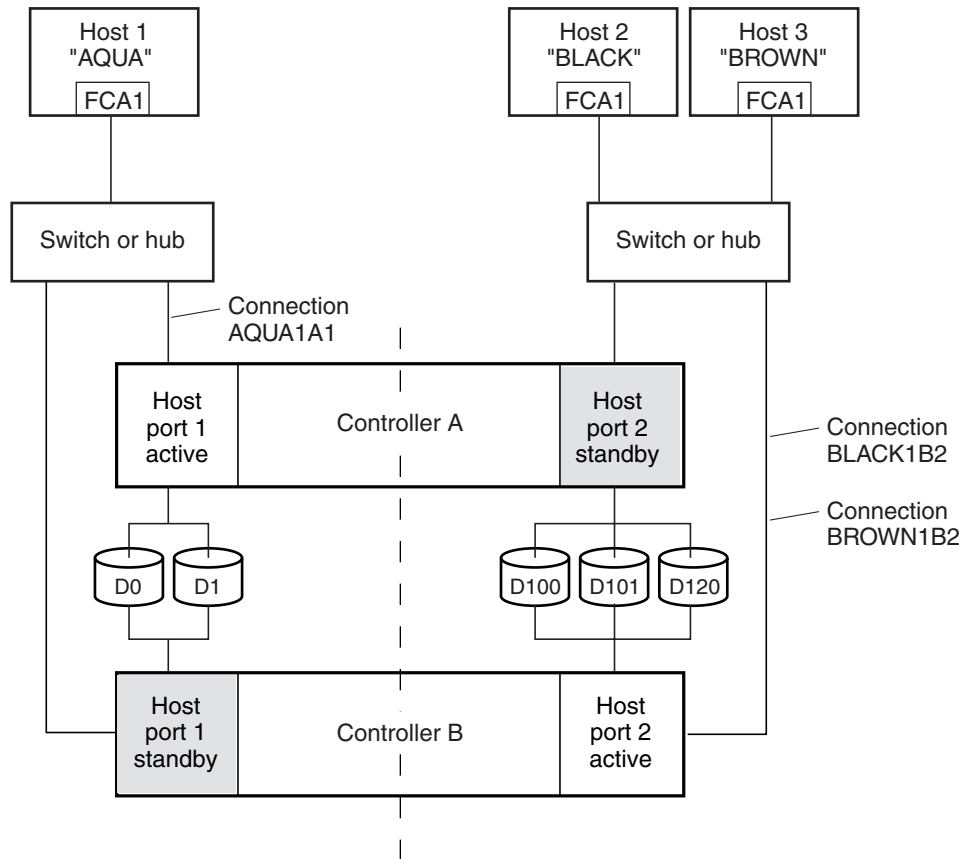 Host 1
"AQUA"
FCA1
Host 2
"BLACK"
FCA1
Host 3
"BROWN"
FCA1
Switch or hub
Switch or hub
Connection
AQUA1A1
Host
port 1
active
Controller A
Host
port 2
standby
Connection
BLACK1B2
Connection
BROWN1B2
D0
D1
D100
D101
D120
Host
port 1
standby
Controller B
Host
port 2
active